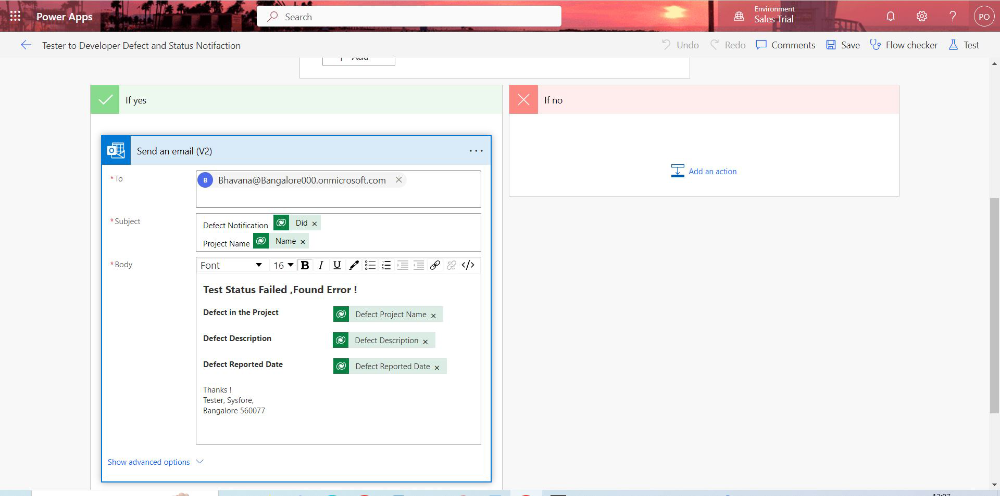 Power Apps
Search
Environment
Sales Trial
PO
Tester to Developer Defect and Status Notifaction
Undo
Redo
Comments
Save
Flow checker
Test
+ Add
If yes
If no
Send an email (V2)
...
Add an action
* To
B Bhavana@Bangalore000.onmicrosoft.com
* Subject
Defect Notification Did
Project Name Name
* Body
Font 16 B I U </>
Test Status Failed ,Found Error !
Defect in the Project Defect Project Name
Defect Description Defect Description
Defect Reported Date Defect Reported Date
Thanks !
Tester, Sysfore,
Bangalore 560077
Show advanced options